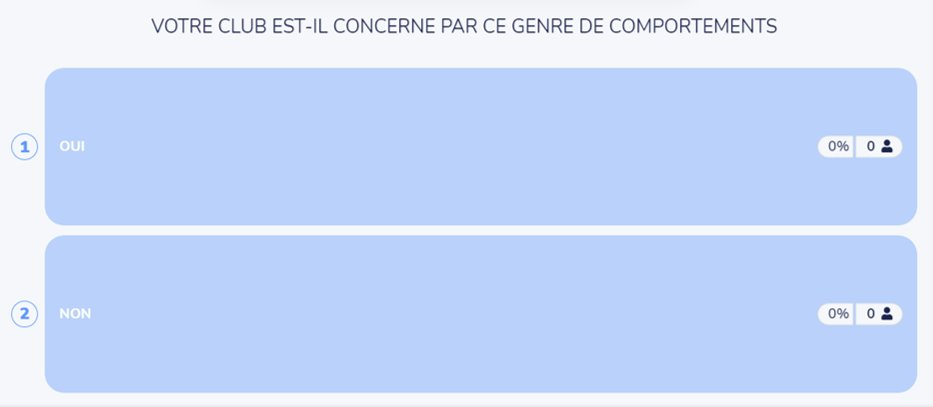 VOTRE CLUB EST-IL CONCERNE PAR CE GENRE DE COMPORTEMENTS
1 OUI 0% 0
2 NON 0% 0